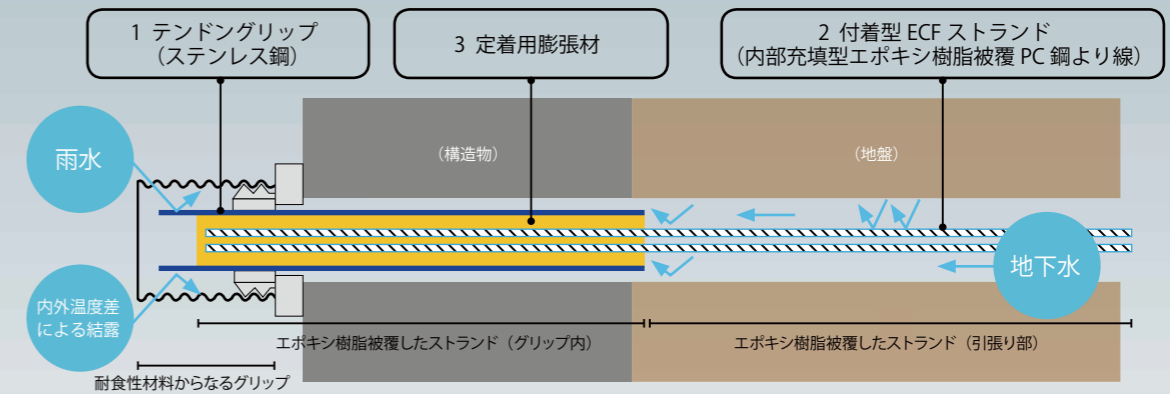 1 テンドングリップ
(ステンレス鋼)
3 定着用膨張材
2 付着型 ECF ストランド
(内部充填型エポキシ樹脂被覆 PC 鋼より線)
雨水
(構造物)
(地盤)
地下水
内外温度差
による結露
エポキシ樹脂被覆したストランド(グリップ内)
エポキシ樹脂被覆したストランド(引張り部)
耐食性材料からなるグリップ